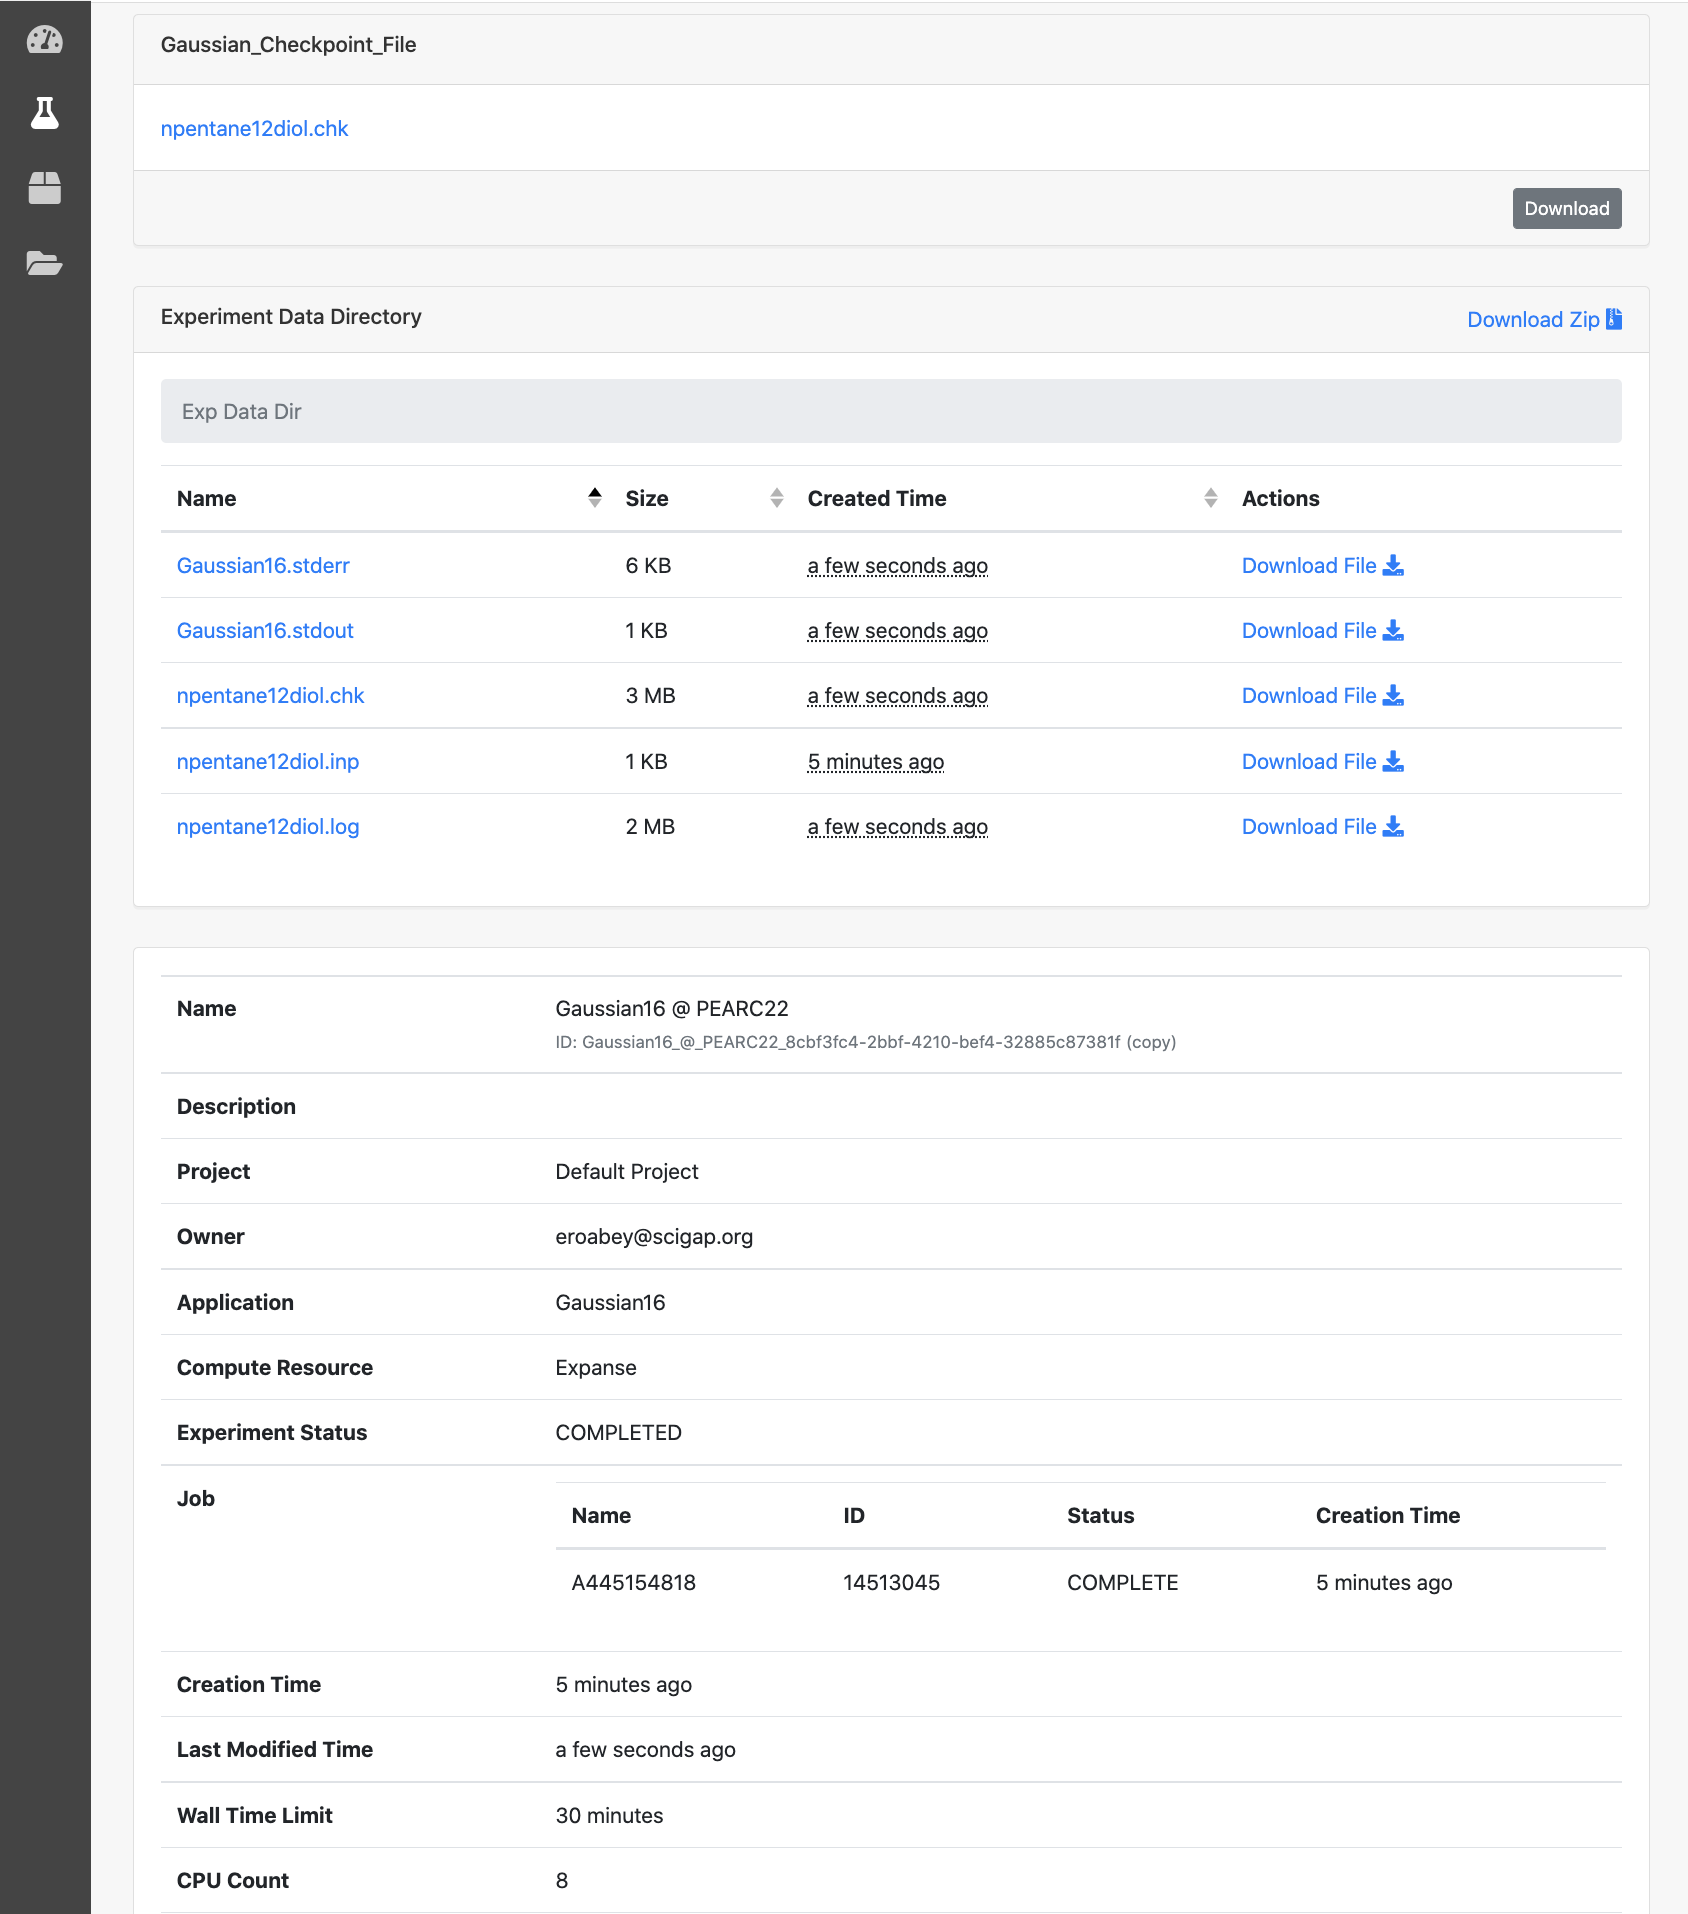 Gaussian_Checkpoint_File
npentane12diol.chk
Download
Experiment Data Directory
Download Zip
Exp Data Dir
Name Size Created Time Actions
Gaussian16.stderr 6 KB a few seconds ago Download File
Gaussian16.stdout 1 KB a few seconds ago Download File
npentane12diol.chk 3 MB a few seconds ago Download File
npentane12diol.inp 1 KB 5 minutes ago Download File
npentane12diol.log 2 MB a few seconds ago Download File
Name Gaussian16 @ PEARC22
ID: Gaussian16_@_PEARC22_8cbf3fc4-2bbf-4210-bef4-32885c87381f (copy)
Description
Project Default Project
Owner eroabey@scigap.org
Application Gaussian16
Compute Resource Expanse
Experiment Status COMPLETED
Job
Name ID Status Creation Time
A445154818 14513045 COMPLETE 5 minutes ago
Creation Time 5 minutes ago
Last Modified Time a few seconds ago
Wall Time Limit 30 minutes
CPU Count 8